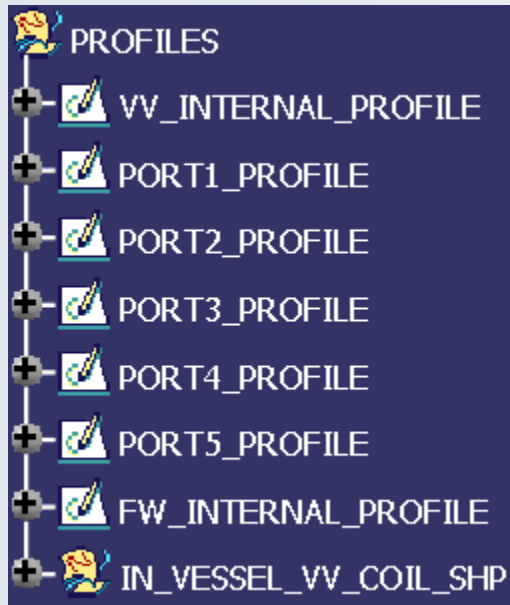 PROFILES
VV_INTERNAL_PROFILE
PORT1_PROFILE
PORT2_PROFILE
PORT3_PROFILE
PORT4_PROFILE
PORT5_PROFILE
FW_INTERNAL_PROFILE
IN_VESSEL_VV_COIL_SHP